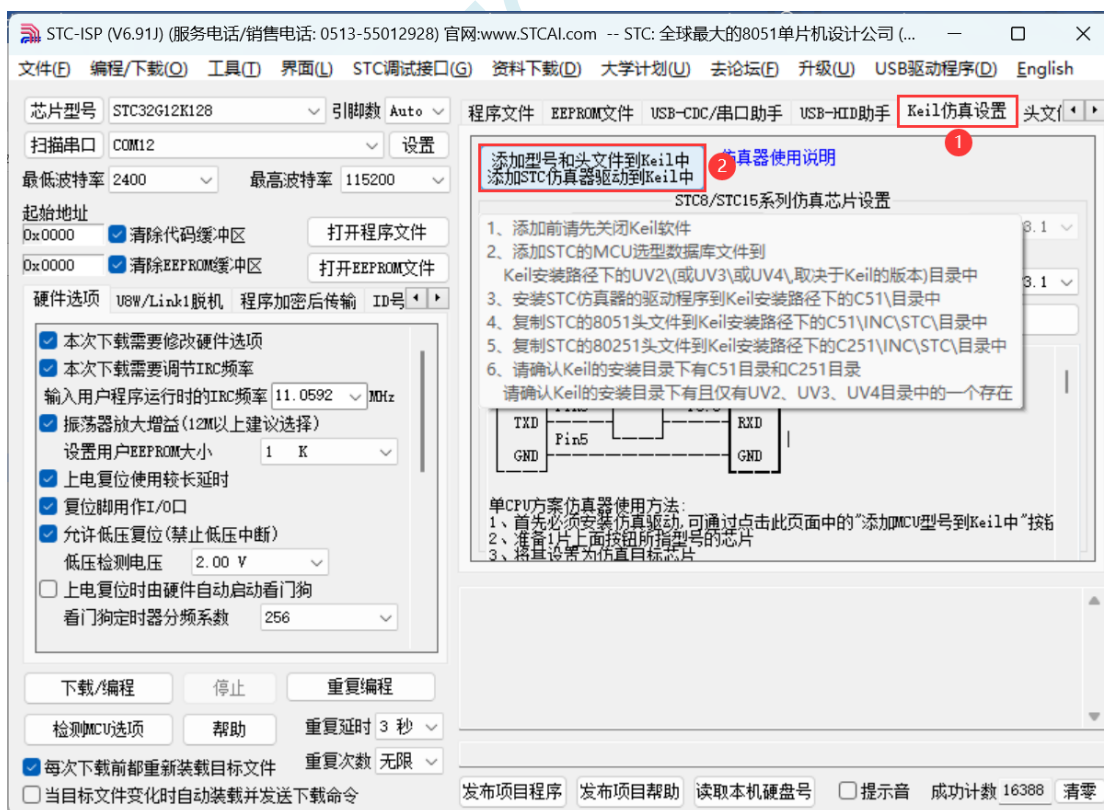 STC-ISP (V6.91J) (服务电话/销售电话: 0513-55012928) 官网:www.STCAI.com -- STC: 全球最大的8051单片机设计公司 (...
文件(F) 编程/下载(O) 工具(T) 界面(L) STC调试接口(G) 资料下载(D) 大学计划(U) 去论坛(F) 升级(U) USB驱动程序(D) English
芯片型号 STC32G12K128 引脚数 Auto
扫描串口 COM12 设置
最低波特率 2400 最高波特率 115200
起始地址
0x0000 清除代码缓冲区 打开程序文件
0x0000 清除EEPROM缓冲区 打开EEPROM文件
硬件选项 U8W/Link1脱机 程序加密后传输 ID号
本次下载需要修改硬件选项
本次下载需要调节IRC频率
输入用户程序运行时的IRC频率 11.0592 MHz
振荡器放大增益(12M以上建议选择)
设置用户EEPROM大小 1 K
上电复位使用较长延时
复位脚用作I/O口
允许低压复位(禁止低压中断)
低压检测电压 2.00 V
上电复位时由硬件自动启动看门狗
看门狗定时器分频系数 256
下载/编程 停止 重复编程
检测MCU选项 帮助 重复延时 3 秒
每次下载前都重新装载目标文件 重复次数 无限
当目标文件变化时自动装载并发送下载命令
程序文件 EEPROM文件 USB-CDC/串口助手 USB-HID助手 Keil仿真设置 头文
1
添加型号和头文件到Keil中
添加STC仿真器驱动到Keil中
2
仿真器使用说明
STC8/STC15系列仿真芯片设置
1、添加前请先关闭Keil软件
2、添加STC的MCU选型数据库文件到
Keil安装路径下的UV2\(或UV3\或UV4\,取决于Keil的版本)目录中
3、安装STC仿真器的驱动程序到Keil安装路径下的C51\目录中
4、复制STC的8051头文件到Keil安装路径下的C51\INC\STC\目录中
5、复制STC的80251头文件到Keil安装路径下的C251\INC\STC\目录中
6、请确认Keil的安装目录下有C51目录和C251目录
请确认Keil的安装目录下有且仅有UV2、UV3、UV4目录中的一个存在
3.1
3.1
TXD RXD
Pin5
GND GND
单CPU方案仿真器使用方法:
1、首先必须安装仿真驱动,可通过点击此页面中的"添加MCU型号到Keil中"按钮
2、准备1片上面按钮所指型号的芯片
3、将其设置为仿真目标芯片
发布项目程序 发布项目帮助 读取本机硬盘号 提示音 成功计数 16388 清零